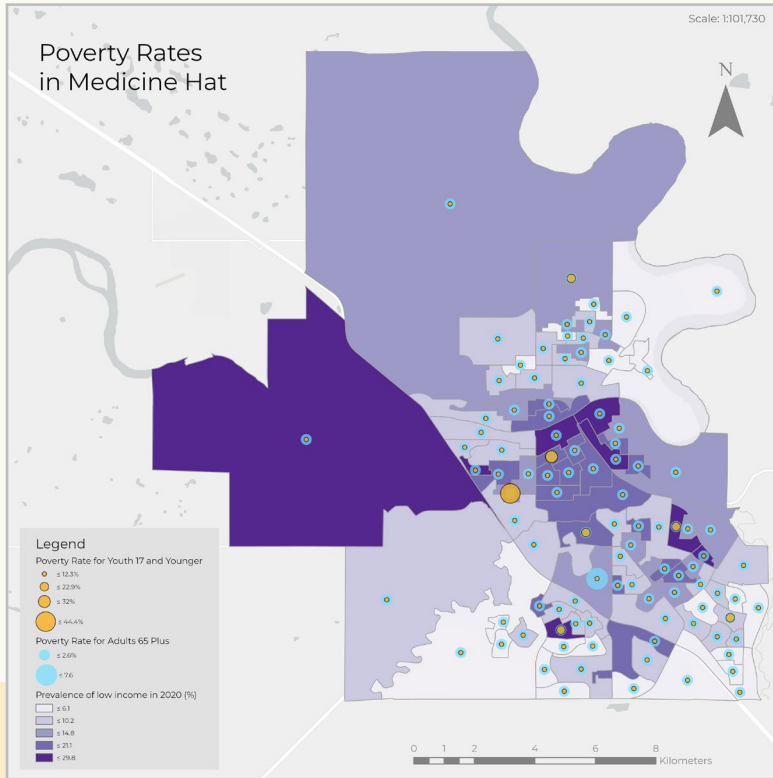 Scale: 1:101,730
Poverty Rates
in Medicine Hat
N
Legend
Poverty Rate for Youth 17 and Younger
≤ 12.3%
≤ 22.9%
≤ 32%
≤ 44.4%
Poverty Rate for Adults 65 Plus
≤ 2.6%
≤ 7.6
Prevalence of low income in 2020 (%)
≤ 6.1
≤ 10.2
≤ 14.8
≤ 21.1
≤ 29.8
0 1 2 4 6 8
Kilometers